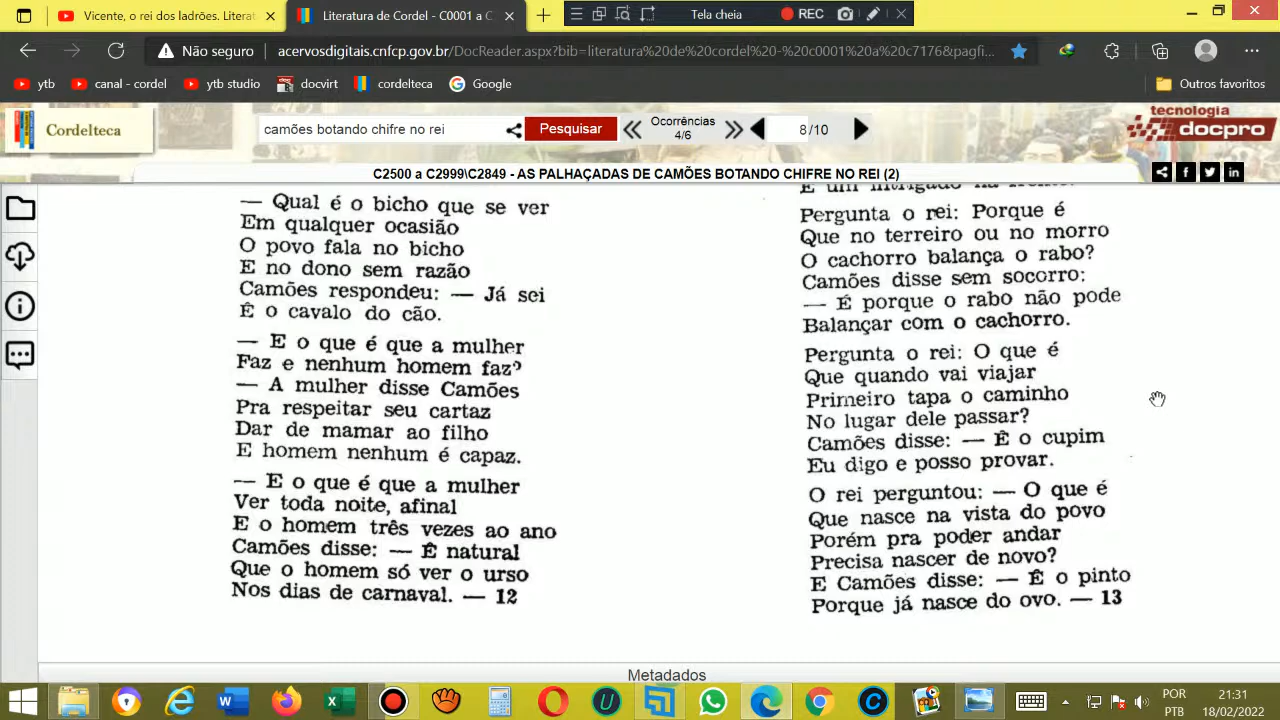 Vicente, o rei dos ladrões. Literat
Literatura de Cordel - C0001 a C
Tela cheia
REC
Não seguro
acervosdigitais.cnfcp.gov.br/DocReader.aspx?bib=literatura%20de%20cordel%20-%20c0001%20a%20c7176&pagfi...
ytb
canal - cordel
ytb studio
docvirt
cordelteca
Google
Outros favoritos
Cordelteca
camões botando chifre no rei
Pesquisar
Ocorrências
4/6
8/10
tecnologia
docpro
C2500 a C2999\C2849 - AS PALHAÇADAS DE CAMÕES BOTANDO CHIFRE NO REI (2)
— Qual é o bicho que se ver
Em qualquer ocasião
O povo fala no bicho
E no dono sem razão
Camões respondeu: — Já sei
Ê o cavalo do cão.
— E o que é que a mulher
Faz e nenhum homem faz?
— A mulher disse Camões
Pra respeitar seu cartaz
Dar de mamar ao filho
E homem nenhum é capaz.
— E o que é que a mulher
Ver toda noite, afinal
E o homem três vezes ao ano
Camões disse: — Ê natural
Que o homem só ver o urso
Nos dias de carnaval. — 12
E um intrigado na
Pergunta o rei: Porque é
Que no terreiro ou no morro
O cachorro balança o rabo?
Camões disse sem socorro:
— É porque o rabo não pode
Balançar com o cachorro.
Pergunta o rei: O que é
Que quando vai viajar
Primeiro tapa o caminho
No lugar dele passar?
Camões disse: — Ê o cupim
Eu digo e posso provar.
O rei perguntou: — O que é
Que nasce na vista do povo
Porém pra poder andar
Precisa nascer de novo?
E Camões disse: — Ê o pinto
Porque já nasce do ovo. — 13
Metadados
POR
PTB
21:31
18/02/2022